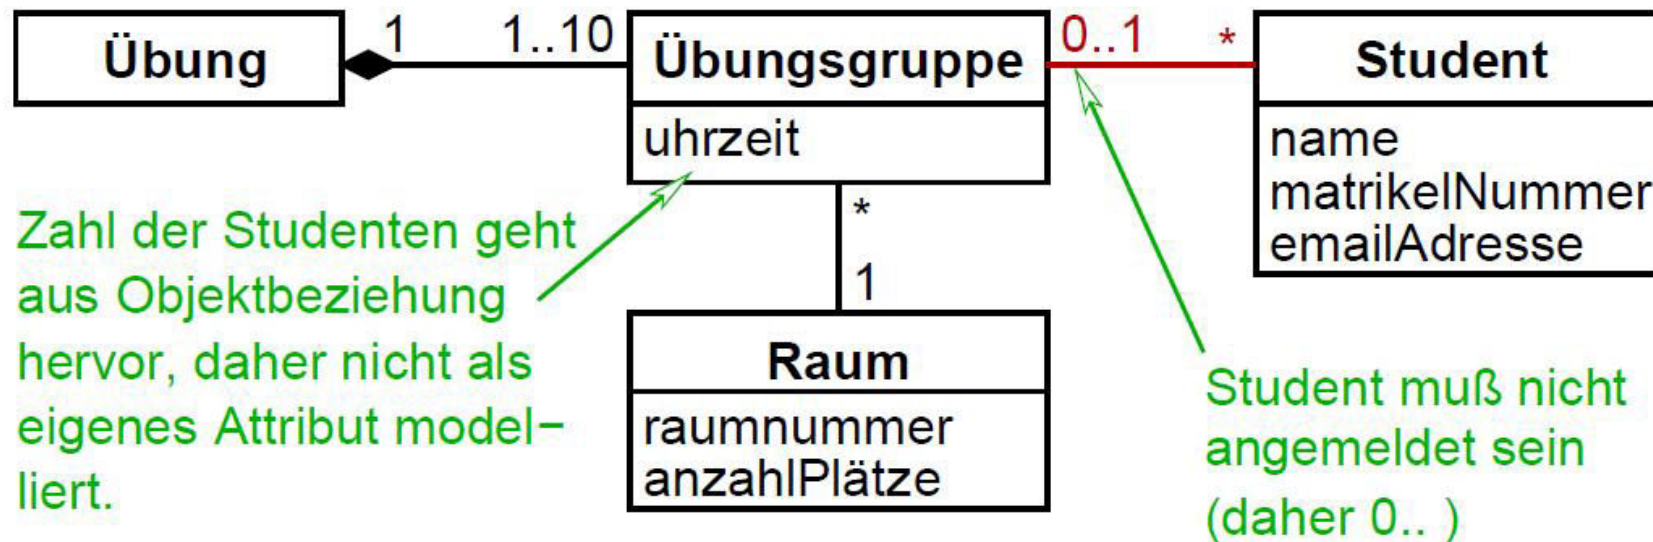 Übung
1
1..10
Übungsgruppe
uhrzeit
0..1
*
Student
name
matrikelNummer
emailAdresse
*
1
Raum
raumnummer
anzahlPlätze
Zahl der Studenten geht
aus Objektbeziehung
hervor, daher nicht als
eigenes Attribut model-
liert.
Student muß nicht
angemeldet sein
(daher 0.. )